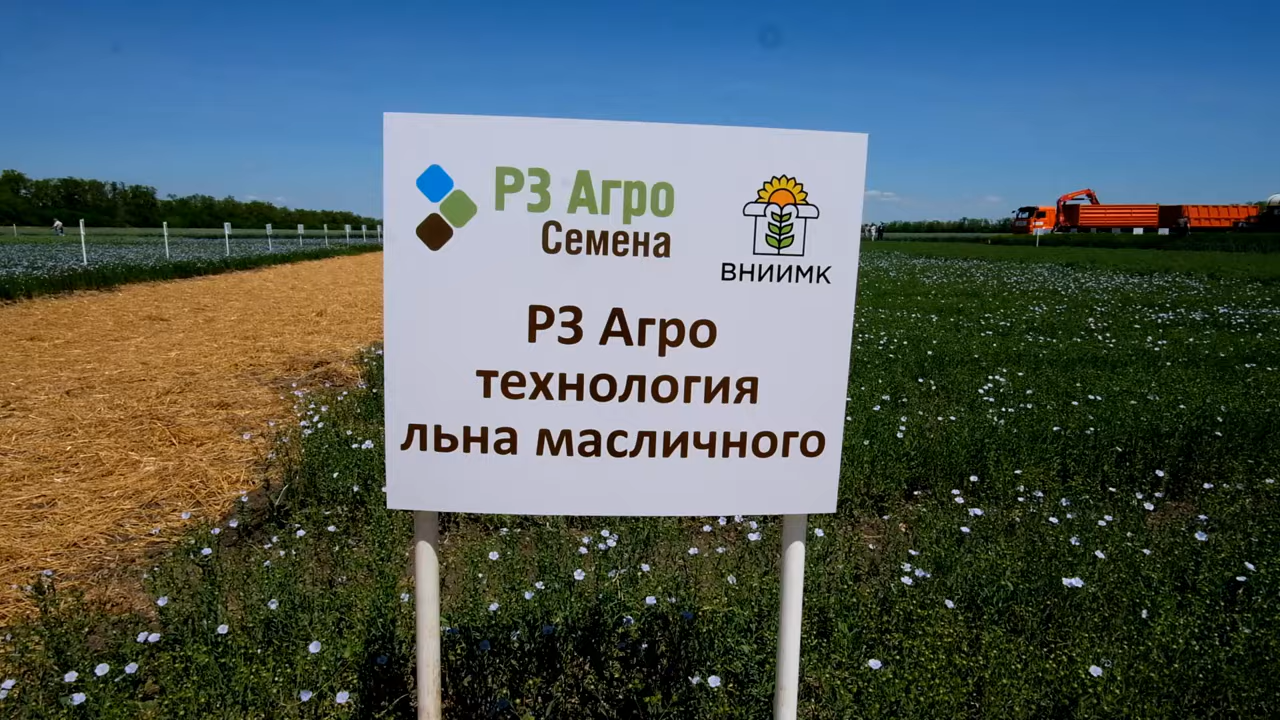 РЗ Агро
Семена
ВНИИМК
РЗ Агро
технология
льна масличного